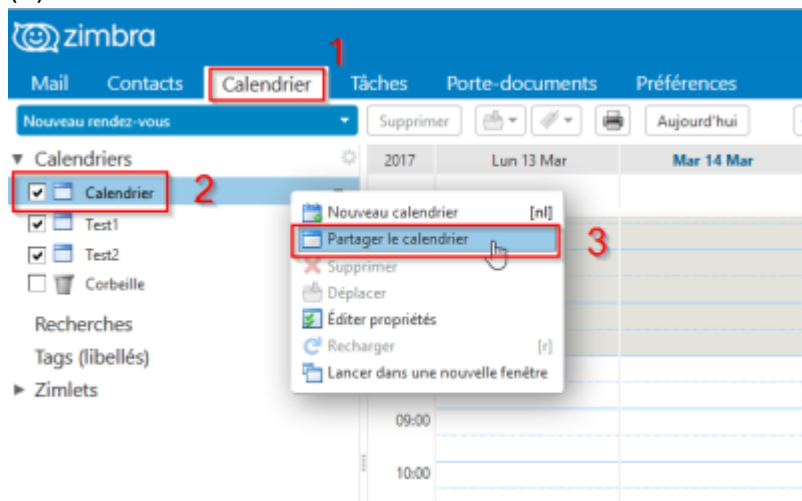 zimbra
1
Mail Contacts Calendrier Tâches Porte-documents Préférences
Nouveau rendez-vous Supprimer Aujourd'hui
Calendriers 2017 Lun 13 Mar Mar 14 Mar
Calendrier 2
Nouveau calendrier [nl]
Test1
Partager le calendrier 3
Test2
Supprimer
Corbeille
Déplacer
Recherches
Éditer propriétés
Tags (libellés)
Recharger [r]
Lancer dans une nouvelle fenêtre
Zimlets
09:00
10:00